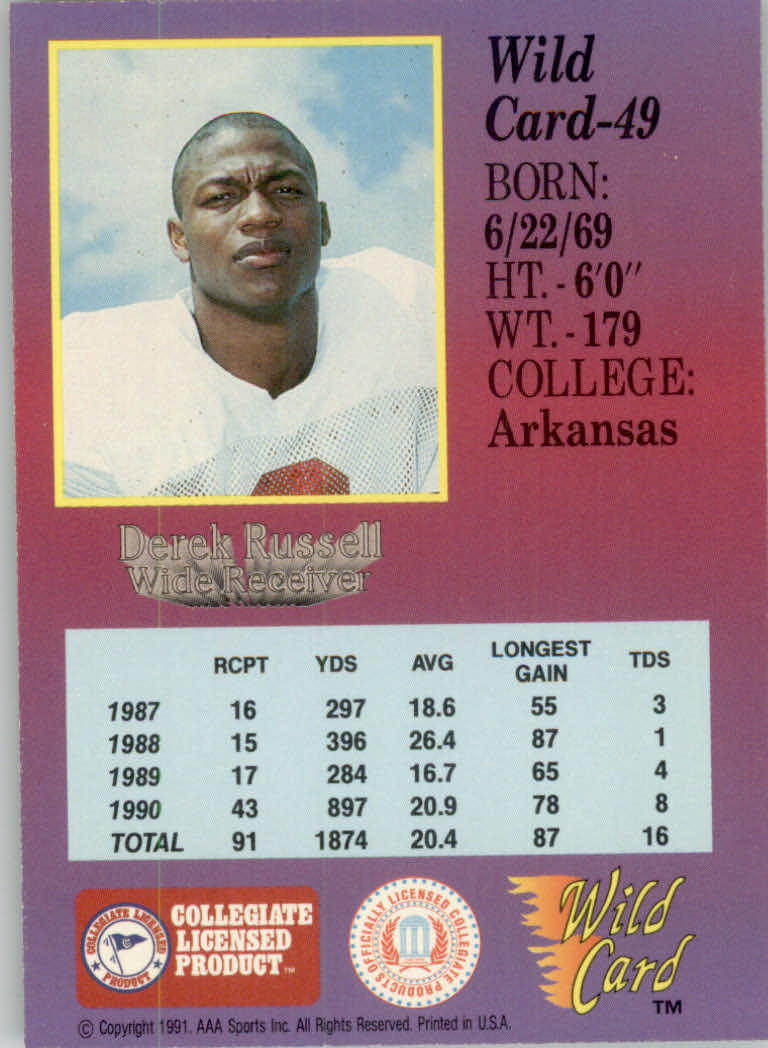 Wild
Card-49
BORN:
6/22/69
HT. - 6'0"
WT. - 179
COLLEGE:
Arkansas
Derek Russell
Wide Receiver
RCPT YDS AVG LONGEST GAIN TDS
1987 16 297 18.6 55 3
1988 15 396 26.4 87 1
1989 17 284 16.7 65 4
1990 43 897 20.9 78 8
TOTAL 91 1874 20.4 87 16
COLLEGIATE LICENSED PRODUCT
COLLEGIATE
LICENSED
PRODUCT™
OFFICIALLY LICENSED COLLEGIATE PRODUCTS
Wild
Card
TM
© Copyright 1991. AAA Sports Inc. All Rights Reserved. Printed in U.S.A.